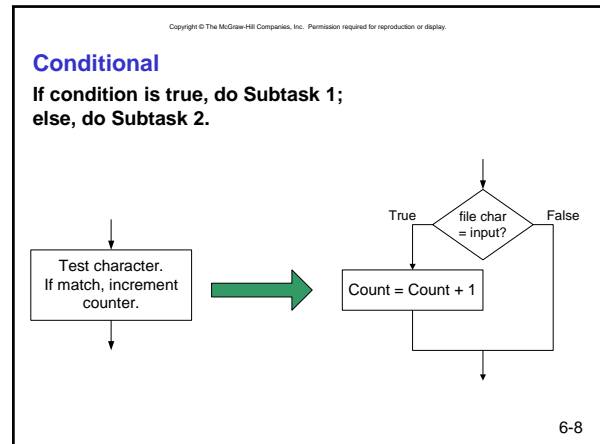 Copyright © The McGraw-Hill Companies, Inc. Permission required for reproduction or display.
Conditional
If condition is true, do Subtask 1;
else, do Subtask 2.
Test character.
If match, increment
counter.
True
file char
= input?
False
Count = Count + 1
6-8